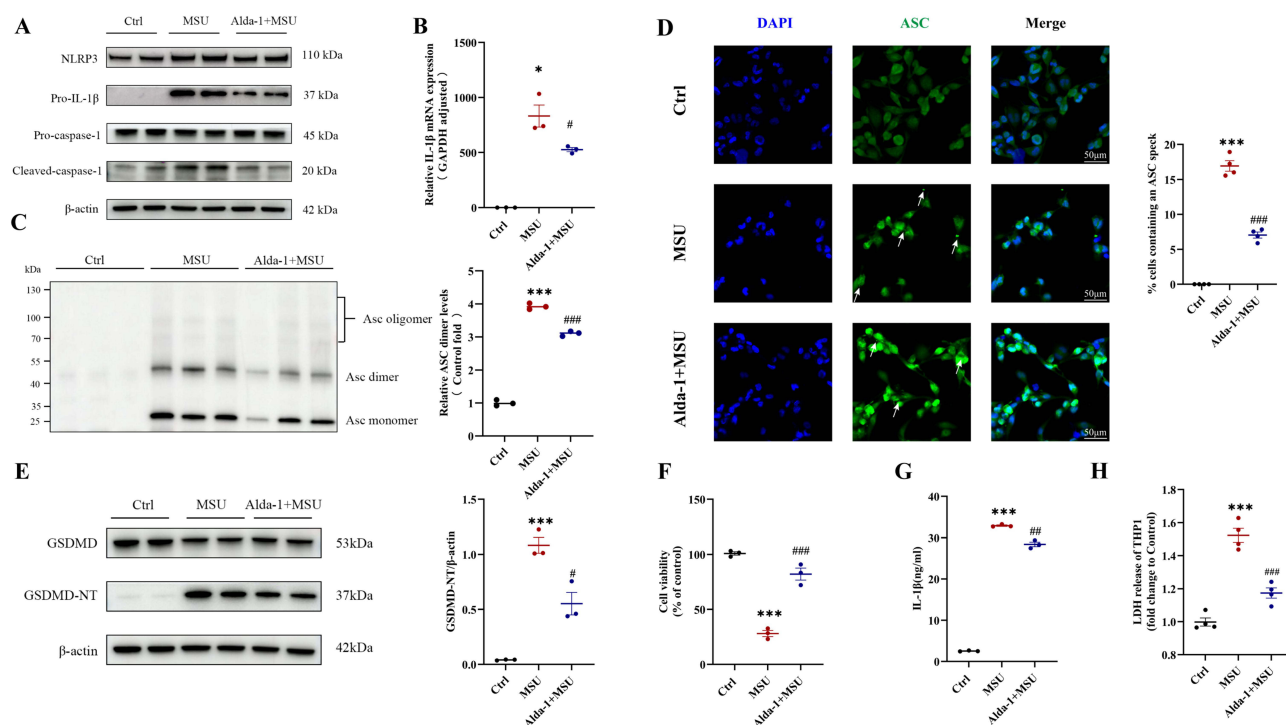 A
Ctrl MSU Alda-1+MSU
NLRP3 110 kDa
Pro-IL-1β 37 kDa
Pro-caspase-1 45 kDa
Cleaved-caspase-1 20 kDa
β-actin 42 kDa
B
Relative IL-1β mRNA expression
( GAPDH adjusted)
1500
1000
500
0
*
#
Ctrl
MSU
Alda-1+MSU
C
Ctrl MSU Alda-1+MSU
kDa
130
100
70
55
40
35
25
Asc oligomer
Asc dimer
Asc monomer
Relative ASC dimer levels
( Control fold )
6
4
2
0
***
###
Ctrl
MSU
Alda-1+MSU
D
DAPI ASC Merge
Ctrl
50μm
MSU
50μm
Alda-1+MSU
50μm
% cells containing an ASC speck
20
15
10
5
0
***
###
Ctrl
MSU
Alda-1+MSU
E
Ctrl MSU Alda-1+MSU
GSDMD 53kDa
GSDMD-NT 37kDa
β-actin 42kDa
GSDMD-NT/β-actin
1.5
1.0
0.5
0.0
***
#
Ctrl
MSU
Alda-1+MSU
F
Cell viability
(% of control)
150
100
50
0
***
###
Ctrl
MSU
Alda-1+MSU
G
IL-1β(ng/ml)
40
30
20
10
0
***
##
Ctrl
MSU
Alda-1+MSU
H
LDH release of THP1
(fold change to Control)
1.8
1.6
1.4
1.2
1.0
0.8
***
###
Ctrl
MSU
Alda-1+MSU